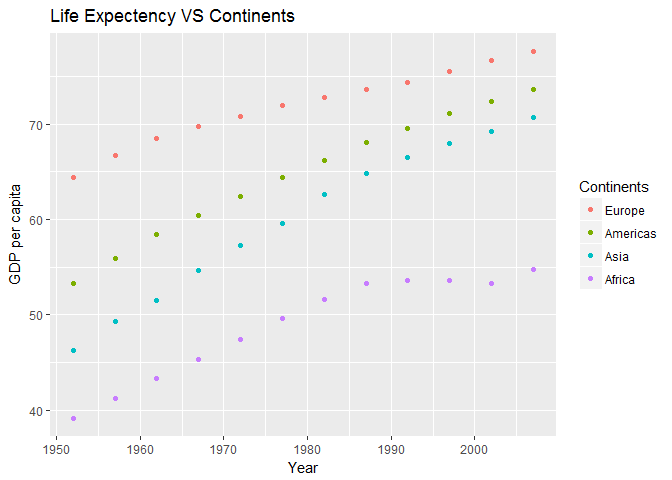 Life Expectency VS Continents
GDP per capita
70
60
50
40
1950 1960 1970 1980 1990 2000
Year
Continents
Europe
Americas
Asia
Africa